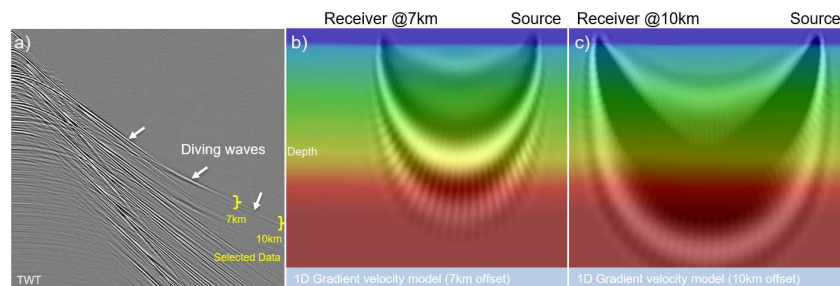 Receiver @7km
Source
Receiver @10km
Source
a)
b)
c)
Diving waves
Depth
7km
10km
Selected Data
TWT
1D Gradient velocity model (7km offset)
1D Gradient velocity model (10km offset)